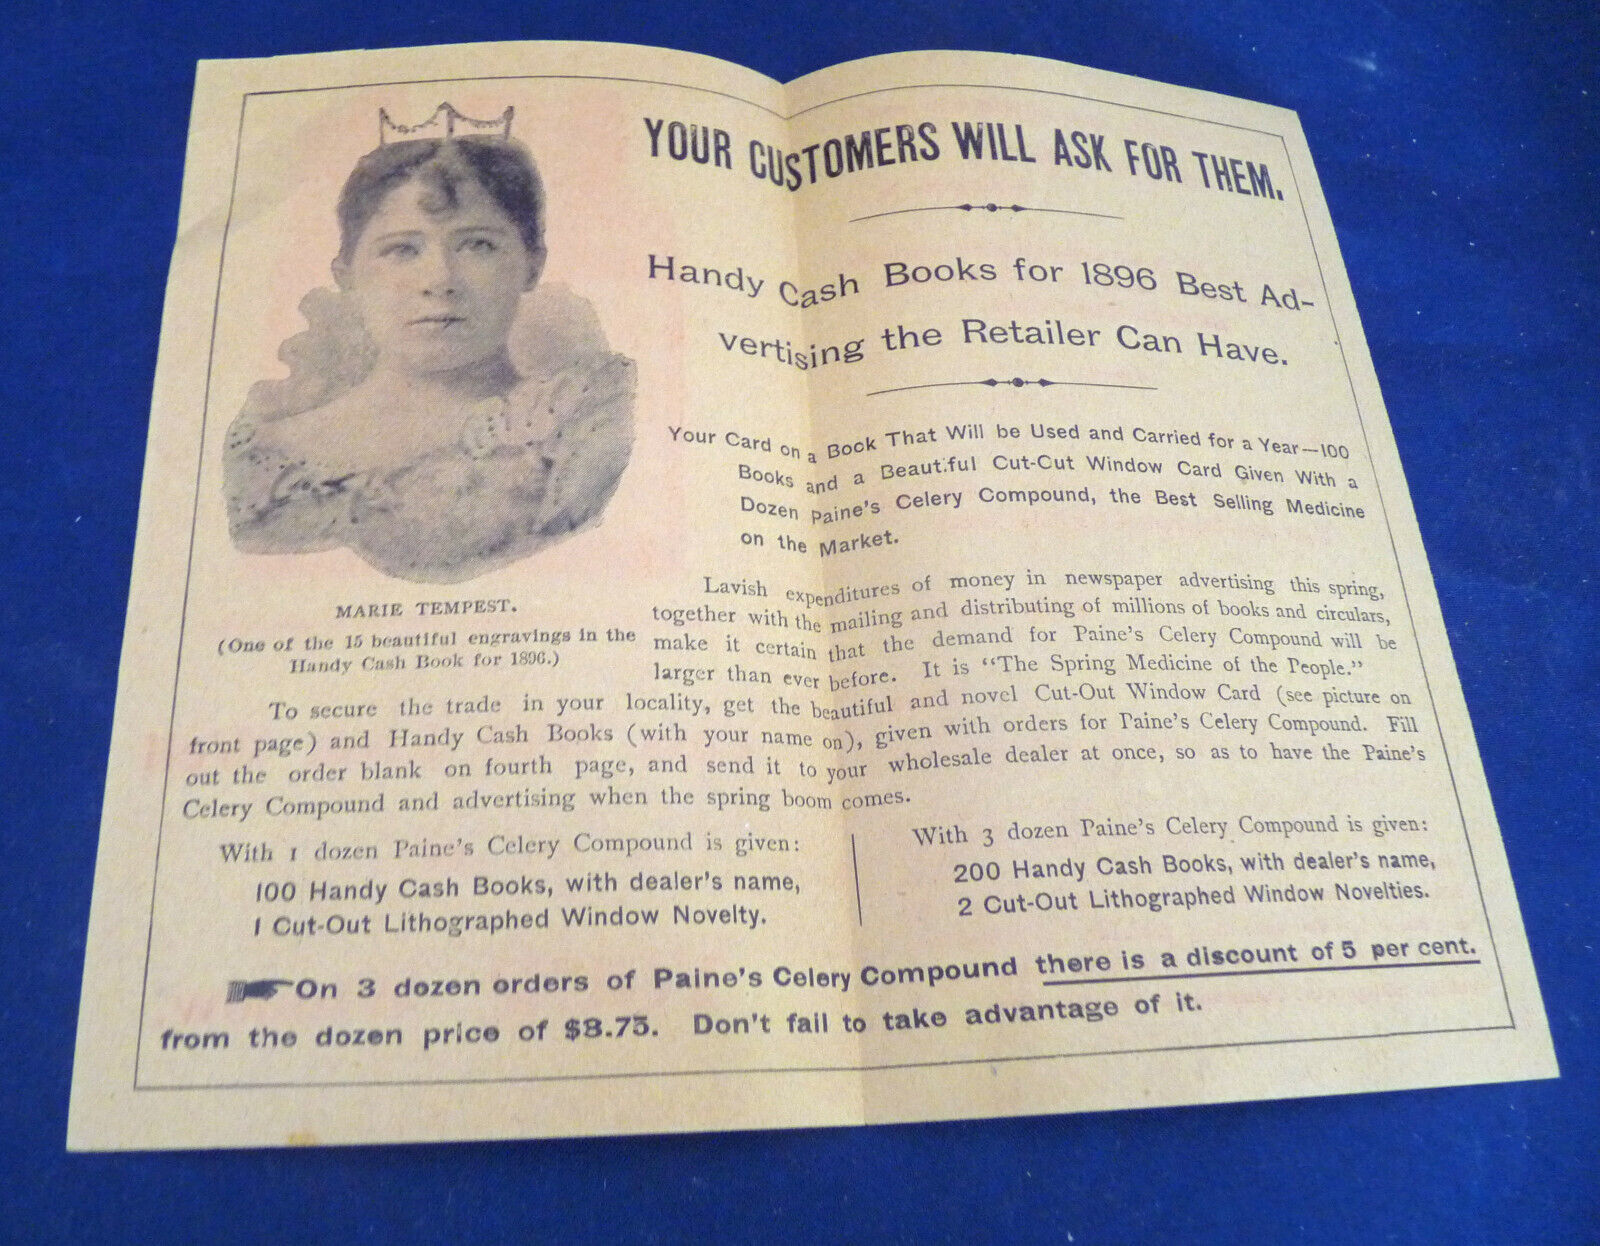 YOUR CUSTOMERS WILL ASK FOR THEM.
Handy Cash Books for 1896 Best Ad-
vertising the Retailer Can Have.
Your Card on a Book That Will be Used and Carried for a Year—100
Books and a Beautiful Cut-Out Window Card Given With a
Dozen Paine's Celery Compound, the Best Selling Medicine
on the Market.
MARIE TEMPEST.
(One of the 15 beautiful engravings in the
Handy Cash Book for 1896.)
Lavish expenditures of money in newspaper advertising this spring,
together with the mailing and distributing of millions of books and circulars,
make it certain that the demand for Paine's Celery Compound will be
larger than ever before. It is "The Spring Medicine of the People."
To secure the trade in your locality, get the beautiful and novel Cut-Out Window Card (see picture on
front page) and Handy Cash Books (with your name on), given with orders for Paine's Celery Compound. Fill
out the order blank on fourth page, and send it to your wholesale dealer at once, so as to have the Paine's
Celery Compound and advertising when the spring boom comes.
With 1 dozen Paine's Celery Compound is given:
100 Handy Cash Books, with dealer's name,
1 Cut-Out Lithographed Window Novelty.
With 3 dozen Paine's Celery Compound is given:
200 Handy Cash Books, with dealer's name,
2 Cut-Out Lithographed Window Novelties.
On 3 dozen orders of Paine's Celery Compound there is a discount of 5 per cent.
from the dozen price of $8.75. Don't fail to take advantage of it.